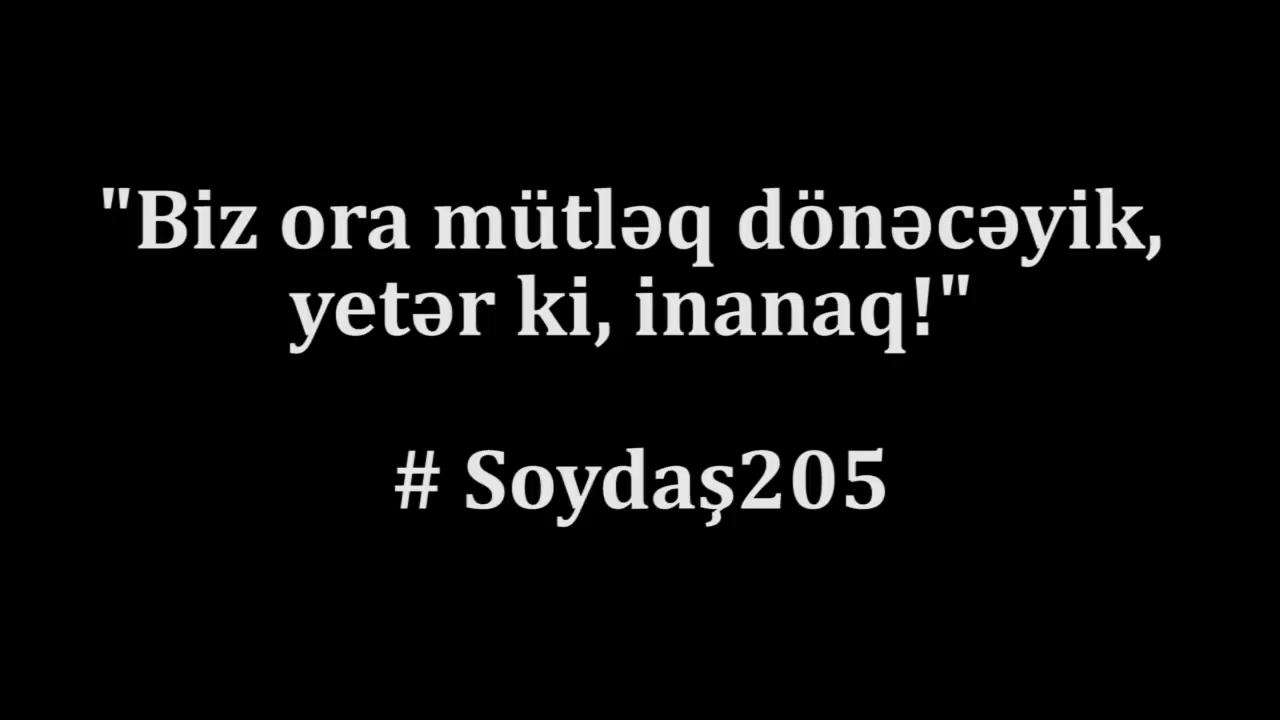 "Biz ora mütləq dönəcəyik,
yetər ki, inanaq!"
# Soydaş205